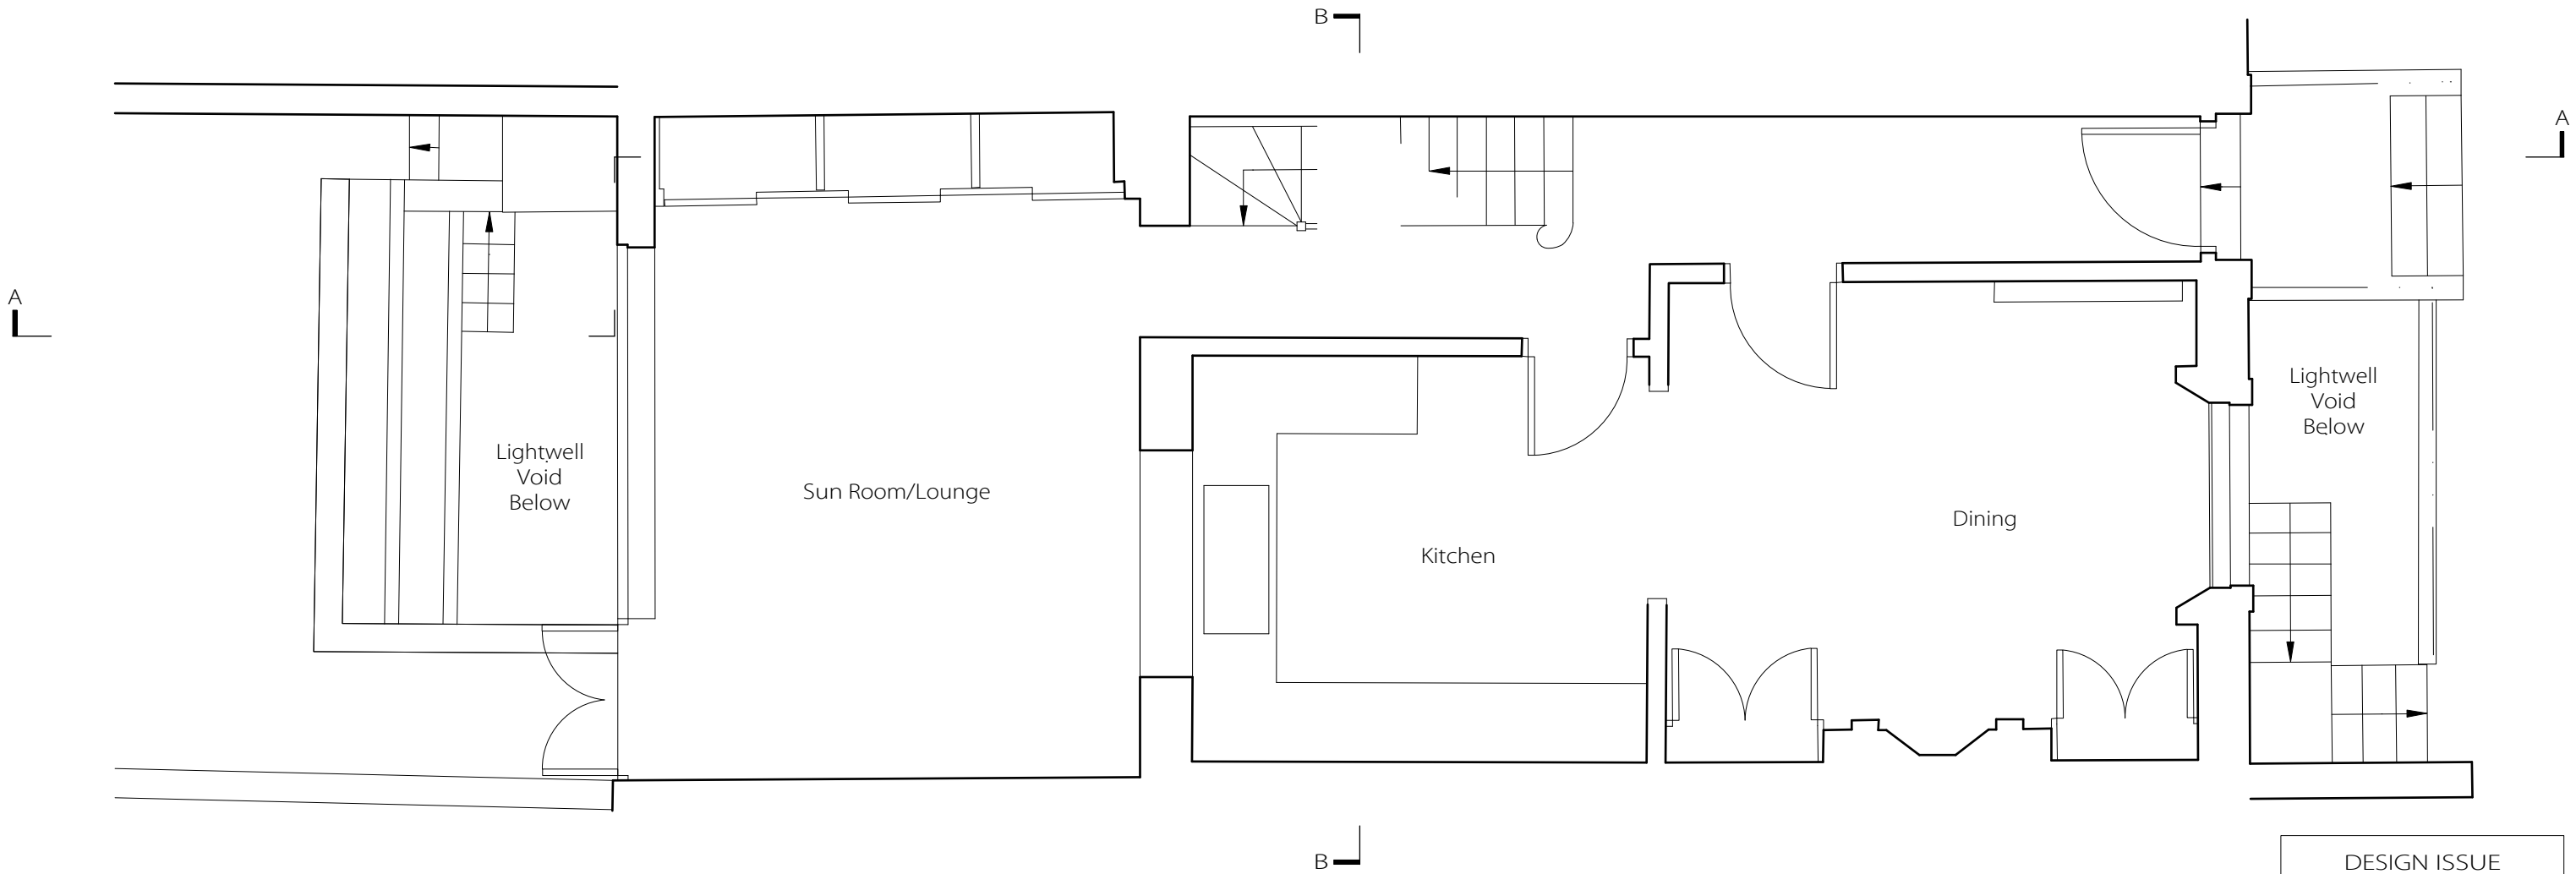 B
A
A
Lightwell
Void
Below
Lightwell
Void
Below
Sun Room/Lounge
Dining
Kitchen
B
DESIGN ISSUE